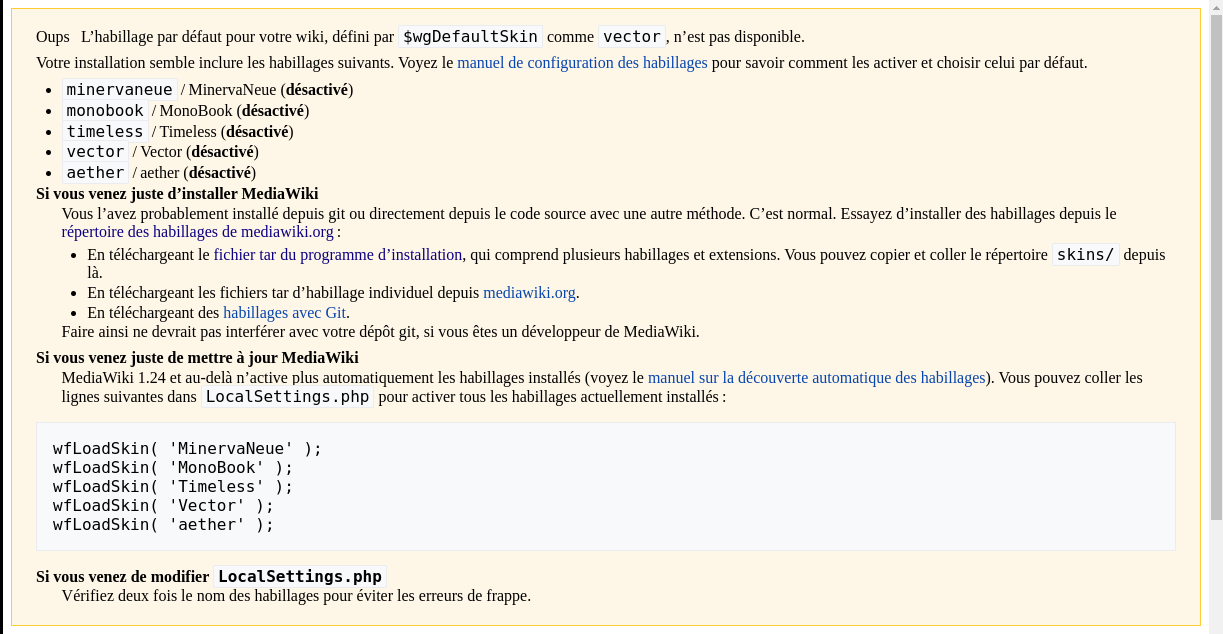 Oups L’habillage par défaut pour votre wiki, défini par $wgDefaultSkin comme vector, n’est pas disponible.
Votre installation semble inclure les habillages suivants. Voyez le manuel de configuration des habillages pour savoir comment les activer et choisir celui par défaut.
• minervaneue / MinervaNeue (désactivé)
• monobook / MonoBook (désactivé)
• timeless / Timeless (désactivé)
• vector / Vector (désactivé)
• aether / aether (désactivé)
Si vous venez juste d’installer MediaWiki
Vous l’avez probablement installé depuis git ou directement depuis le code source avec une autre méthode. C’est normal. Essayez d’installer des habillages depuis le
répertoire des habillages de mediawiki.org :
• En téléchargeant le fichier tar du programme d’installation, qui comprend plusieurs habillages et extensions. Vous pouvez copier et coller le répertoire skins/ depuis
là.
• En téléchargeant les fichiers tar d’habillage individuel depuis mediawiki.org.
• En téléchargeant des habillages avec Git.
Faire ainsi ne devrait pas interférer avec votre dépôt git, si vous êtes un développeur de MediaWiki.
Si vous venez juste de mettre à jour MediaWiki
MediaWiki 1.24 et au-delà n’active plus automatiquement les habillages installés (voyez le manuel sur la découverte automatique des habillages). Vous pouvez coller les
lignes suivantes dans LocalSettings.php pour activer tous les habillages actuellement installés :
wfLoadSkin( 'MinervaNeue' );
wfLoadSkin( 'MonoBook' );
wfLoadSkin( 'Timeless' );
wfLoadSkin( 'Vector' );
wfLoadSkin( 'aether' );
Si vous venez de modifier LocalSettings.php
Vérifiez deux fois le nom des habillages pour éviter les erreurs de frappe.